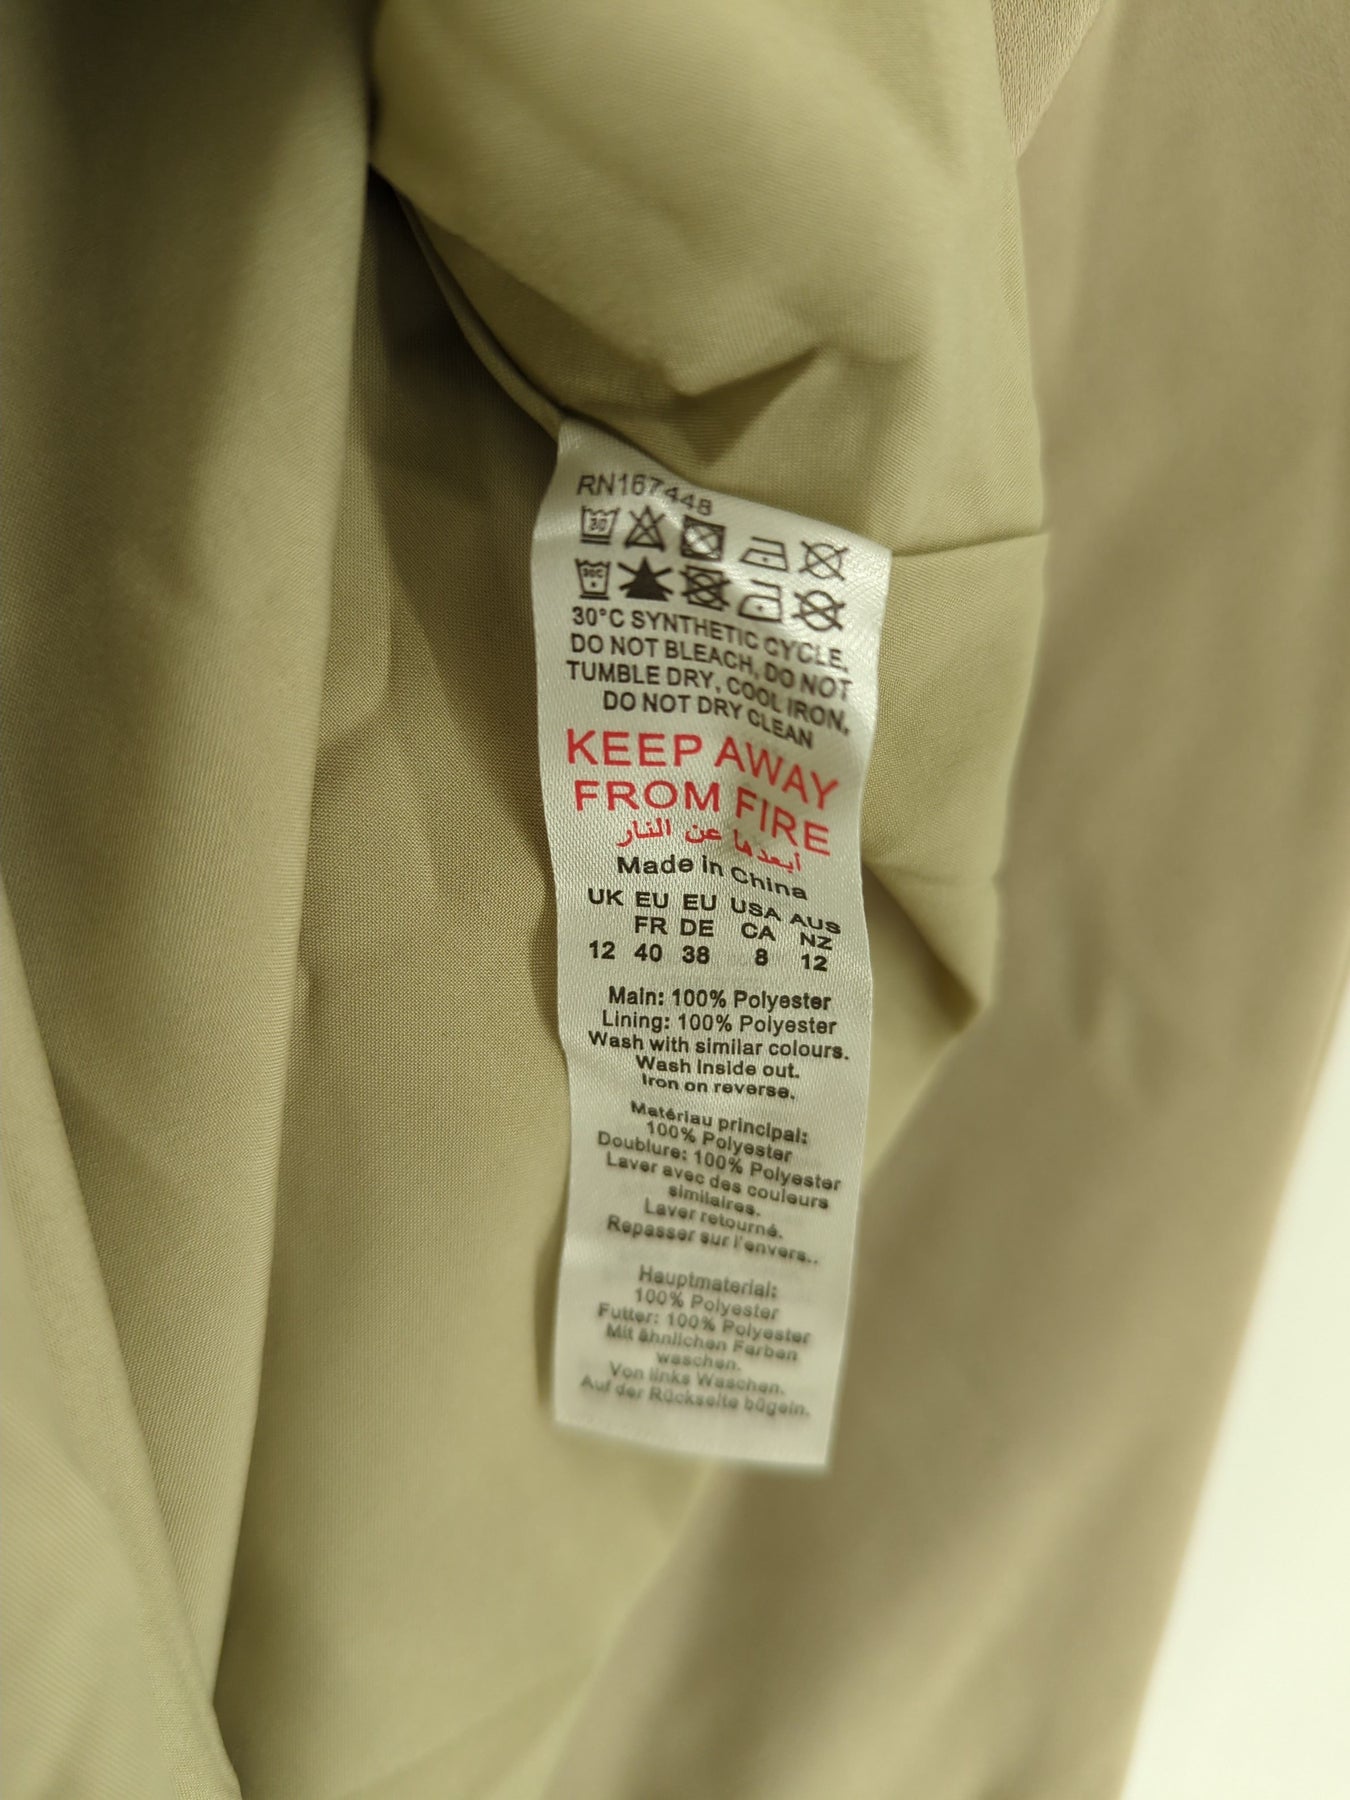 RN167448
30
30C
30°C SYNTHETIC CYCLE,
DO NOT BLEACH, DO NOT
TUMBLE DRY, COOL IRON,
DO NOT DRY CLEAN
KEEP AWAY
FROM FIRE
أبعدها عن النار
Made in China
UK EU EU USA AUS
FR DE CA NZ
12 40 38 8 12
Main: 100% Polyester
Lining: 100% Polyester
Wash with similar colours.
Wash inside out.
Iron on reverse.
Matériau principal:
100% Polyester
Doublure: 100% Polyester
Laver avec des couleurs
similaires.
Laver retourné.
Repasser sur l'envers..
Hauptmaterial:
100% Polyester
Futter: 100% Polyester
Mit ähnlichen Farben
waschen.
Von links Waschen.
Auf der Rückseite bügeln.